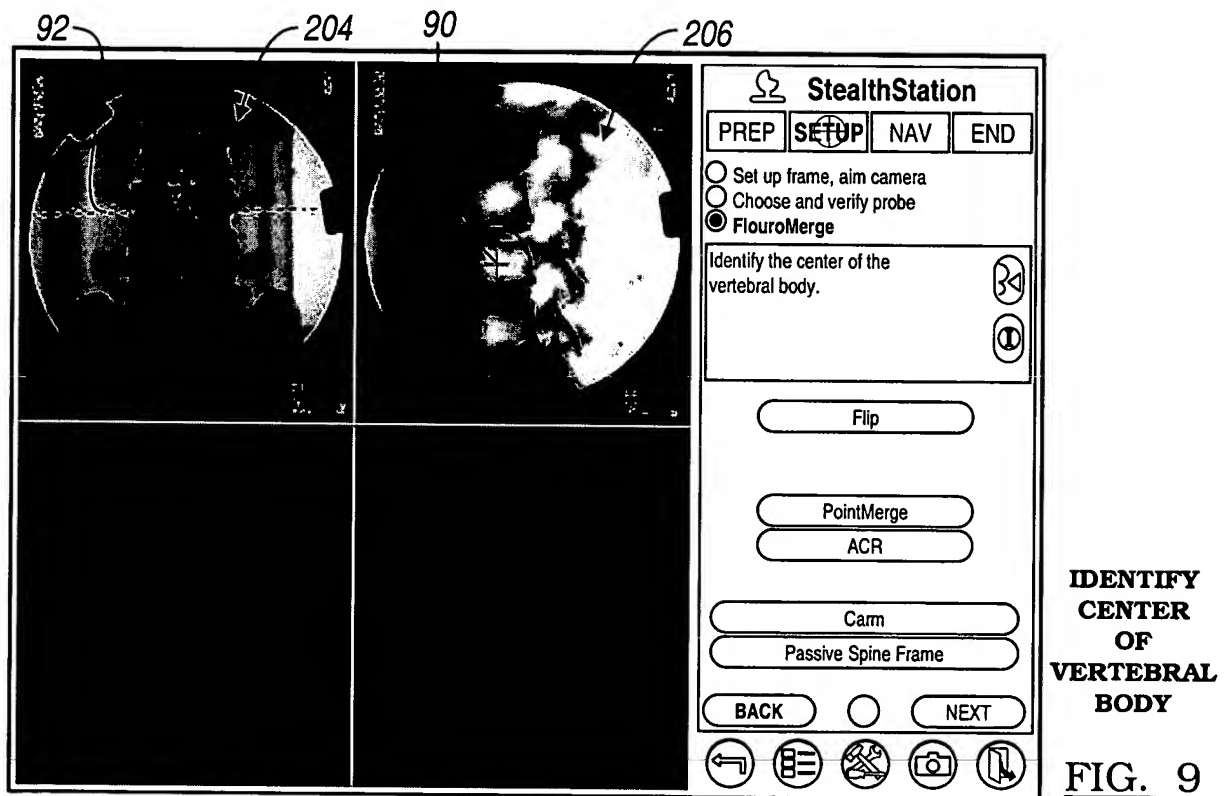 92 204 90 206
StealthStation
PREP SETUP NAV END
Set up frame, aim camera
Choose and verify probe
FlouroMerge
Identify the center of the
vertebral body.
Flip
PointMerge
ACR
Carm
Passive Spine Frame
BACK NEXT
IDENTIFY
CENTER
OF
VERTEBRAL
BODY
FIG. 9